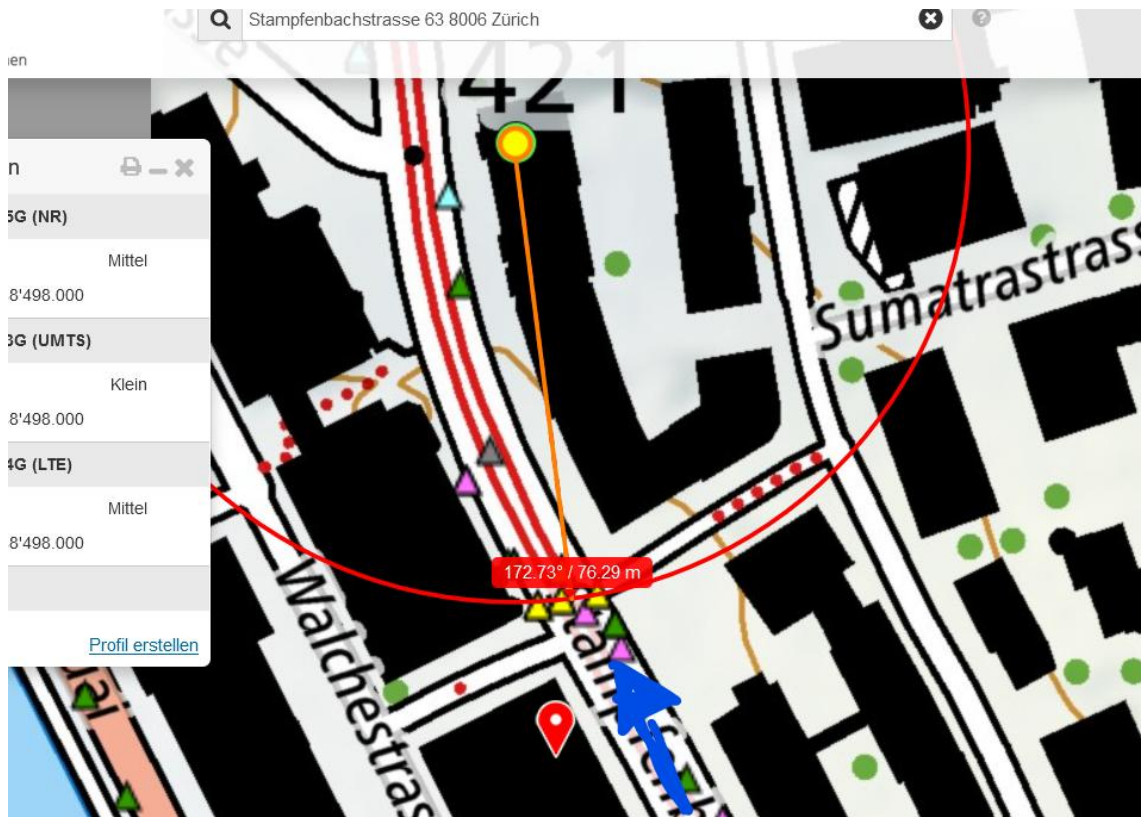 Stampfenbachstrasse 63 8006 Zürich
421
n
5G (NR)
Mittel
8'498.000
3G (UMTS)
Klein
8'498.000
4G (LTE)
Mittel
8'498.000
Profil erstellen
Sumatrastrass
172.73° / 76.29 m
Walchestras